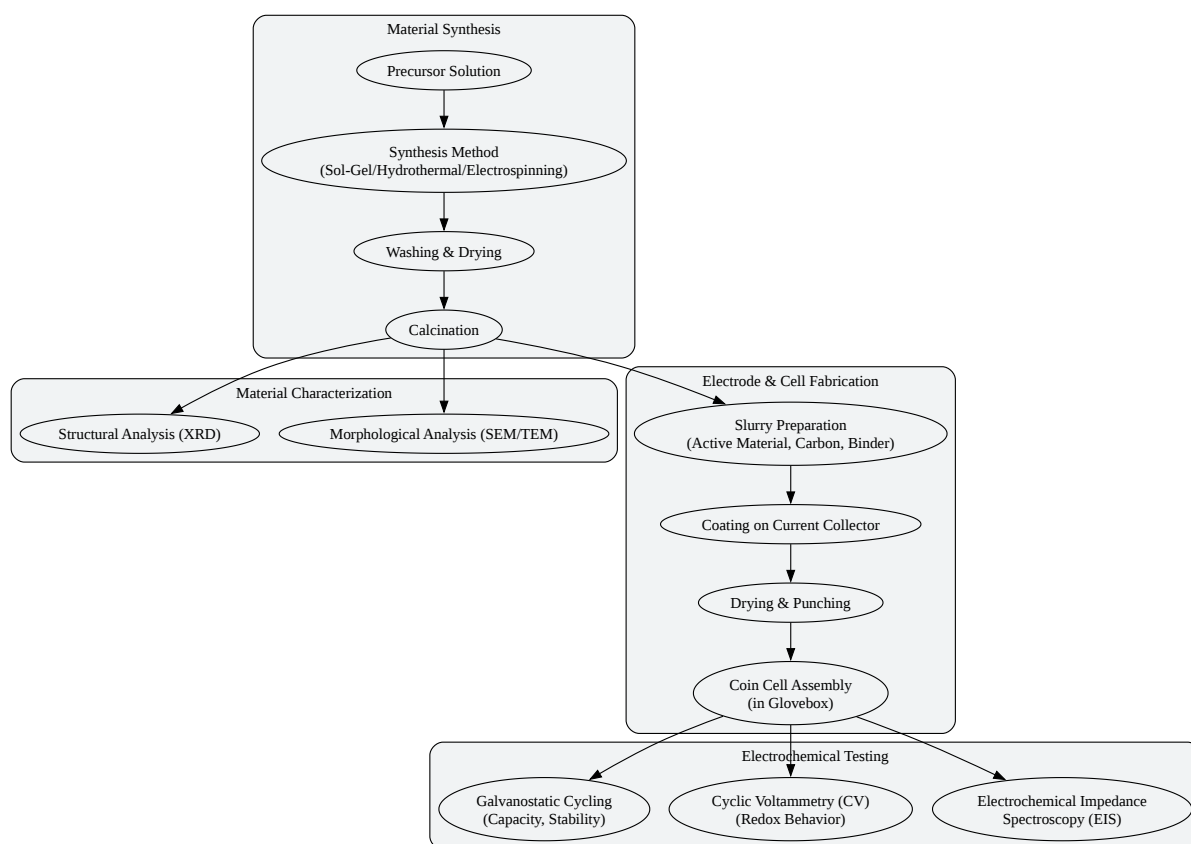 Material Synthesis
Precursor Solution
Synthesis Method
(Sol-Gel/Hydrothermal/Electrospinning)
Washing & Drying
Calcination
Material Characterization
Structural Analysis (XRD)
Morphological Analysis (SEM/TEM)
Electrode & Cell Fabrication
Slurry Preparation
(Active Material, Carbon, Binder)
Coating on Current Collector
Drying & Punching
Coin Cell Assembly
(in Glovebox)
Electrochemical Testing
Galvanostatic Cycling
(Capacity, Stability)
Cyclic Voltammetry (CV)
(Redox Behavior)
Electrochemical Impedance
Spectroscopy (EIS)